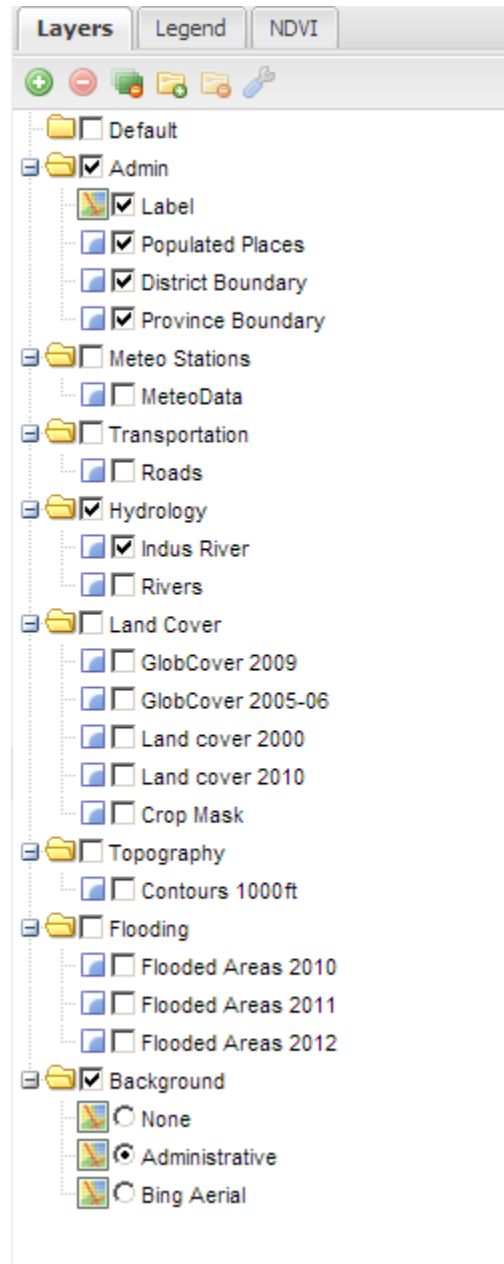 Layers Legend NDVI
Default
Admin
Label
Populated Places
District Boundary
Province Boundary
Meteo Stations
MeteoData
Transportation
Roads
Hydrology
Indus River
Rivers
Land Cover
GlobCover 2009
GlobCover 2005-06
Land cover 2000
Land cover 2010
Crop Mask
Topography
Contours 1000ft
Flooding
Flooded Areas 2010
Flooded Areas 2011
Flooded Areas 2012
Background
None
Administrative
Bing Aerial